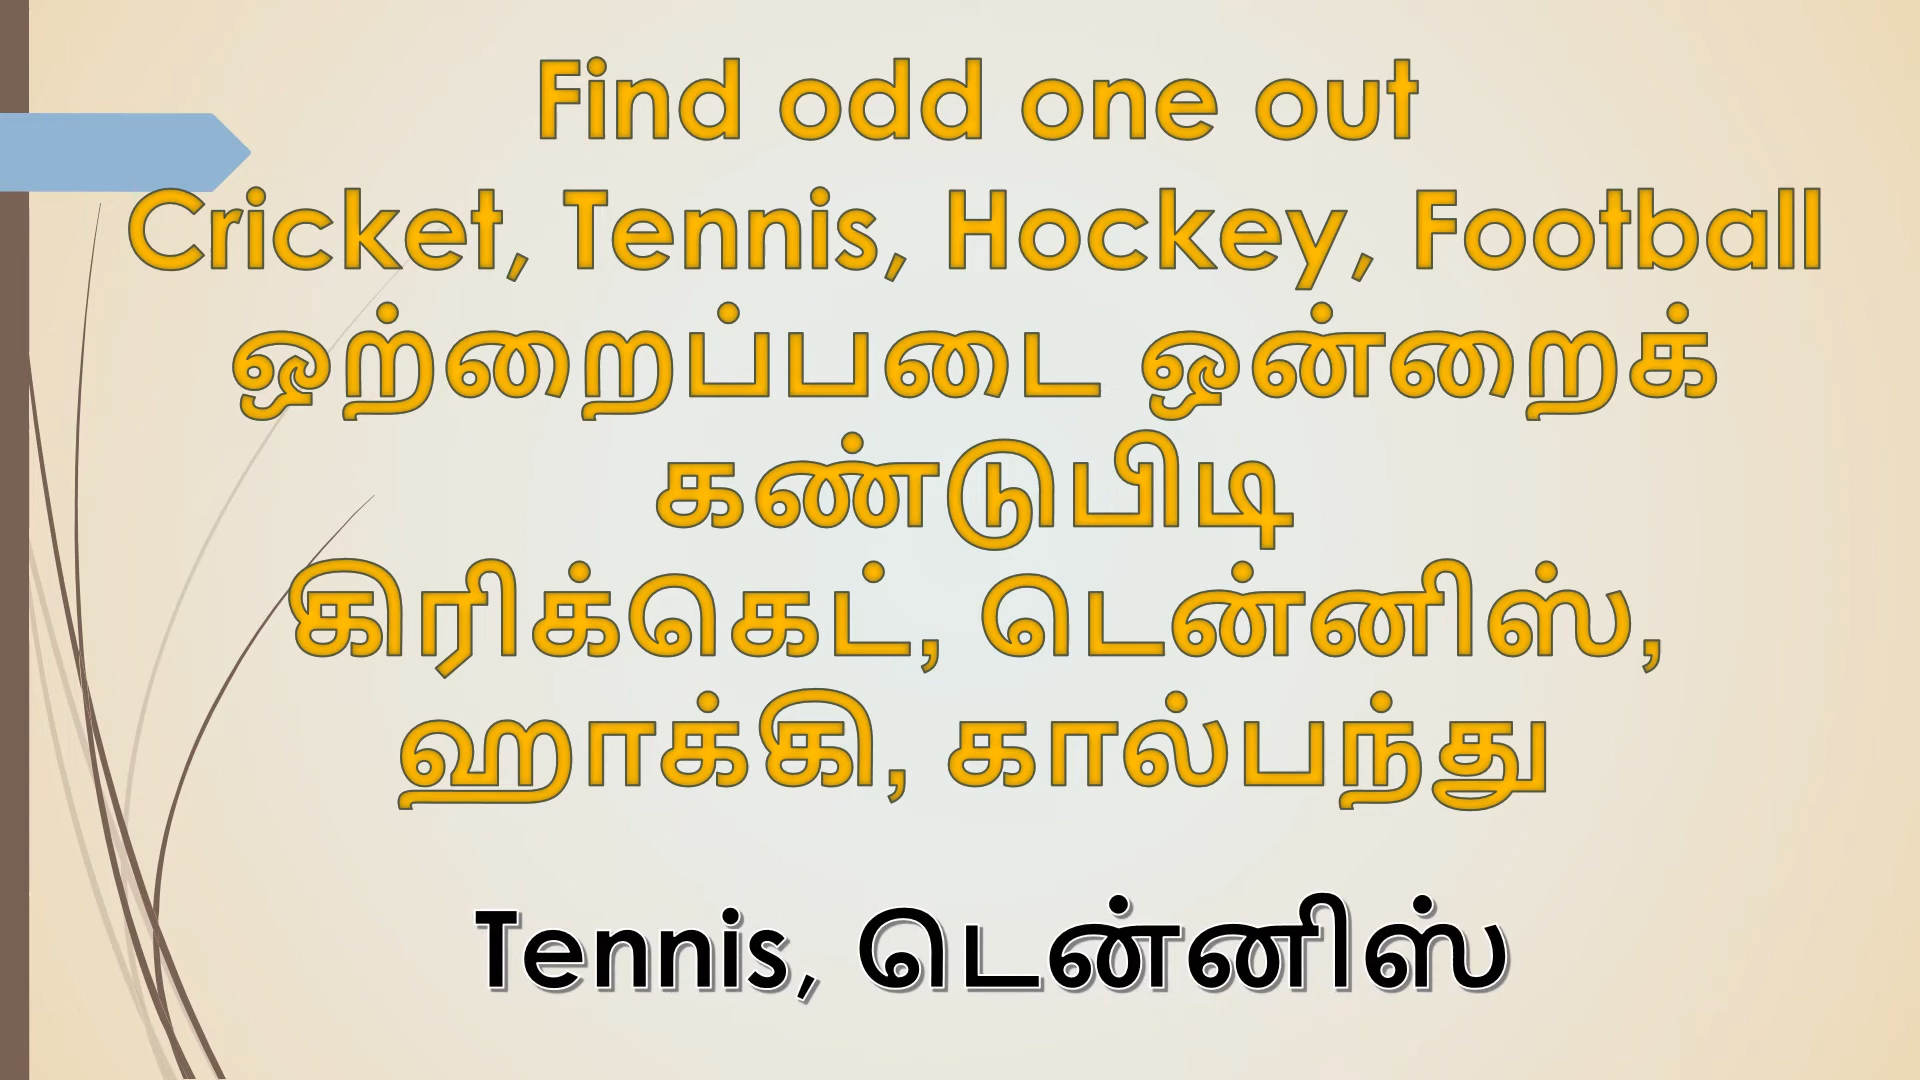 Find odd one out
Cricket, Tennis, Hockey, Football
ஒற்றைப்படை ஒன்றைக்
கண்டுபிடி
கிரிக்கெட், டென்னிஸ்,
ஹாக்கி, கால்பந்து
Tennis, டென்னிஸ்